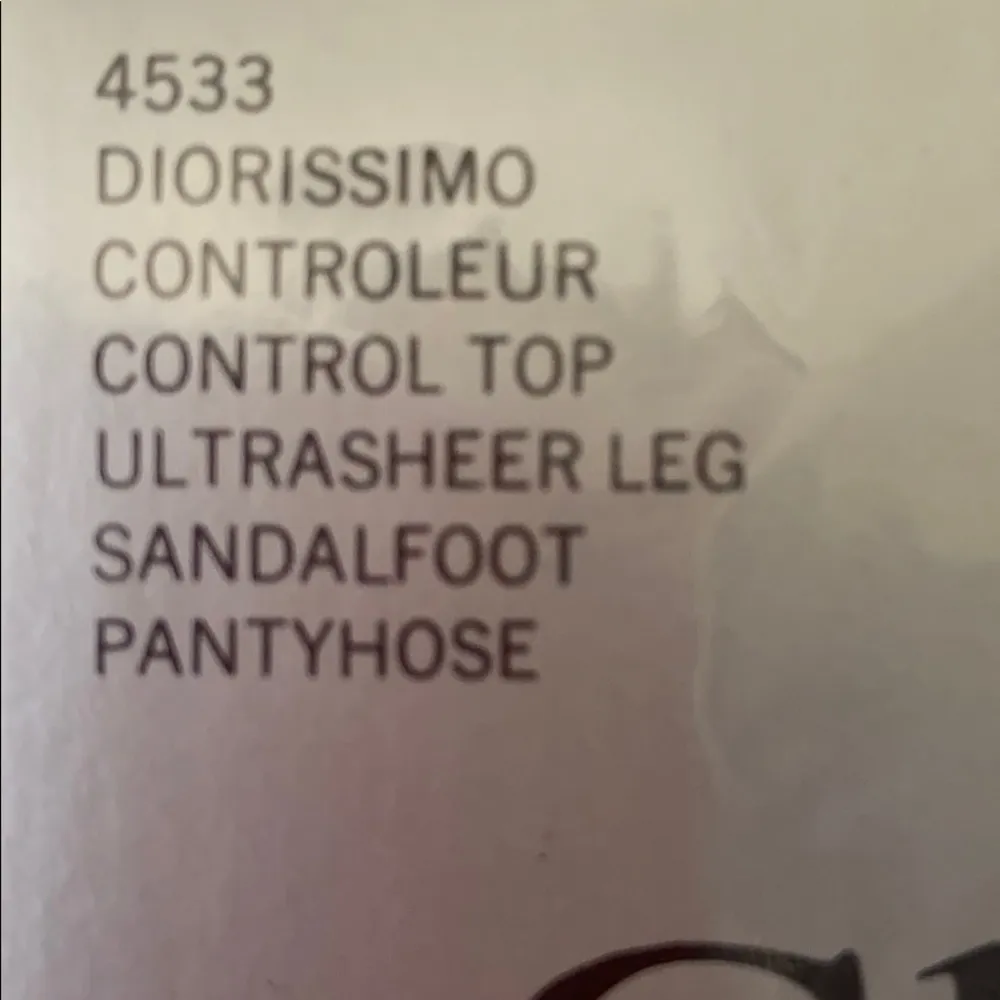 4533
DIORISSIMO
CONTROLEUR
CONTROL TOP
ULTRASHEER LEG
SANDALFOOT
PANTYHOSE